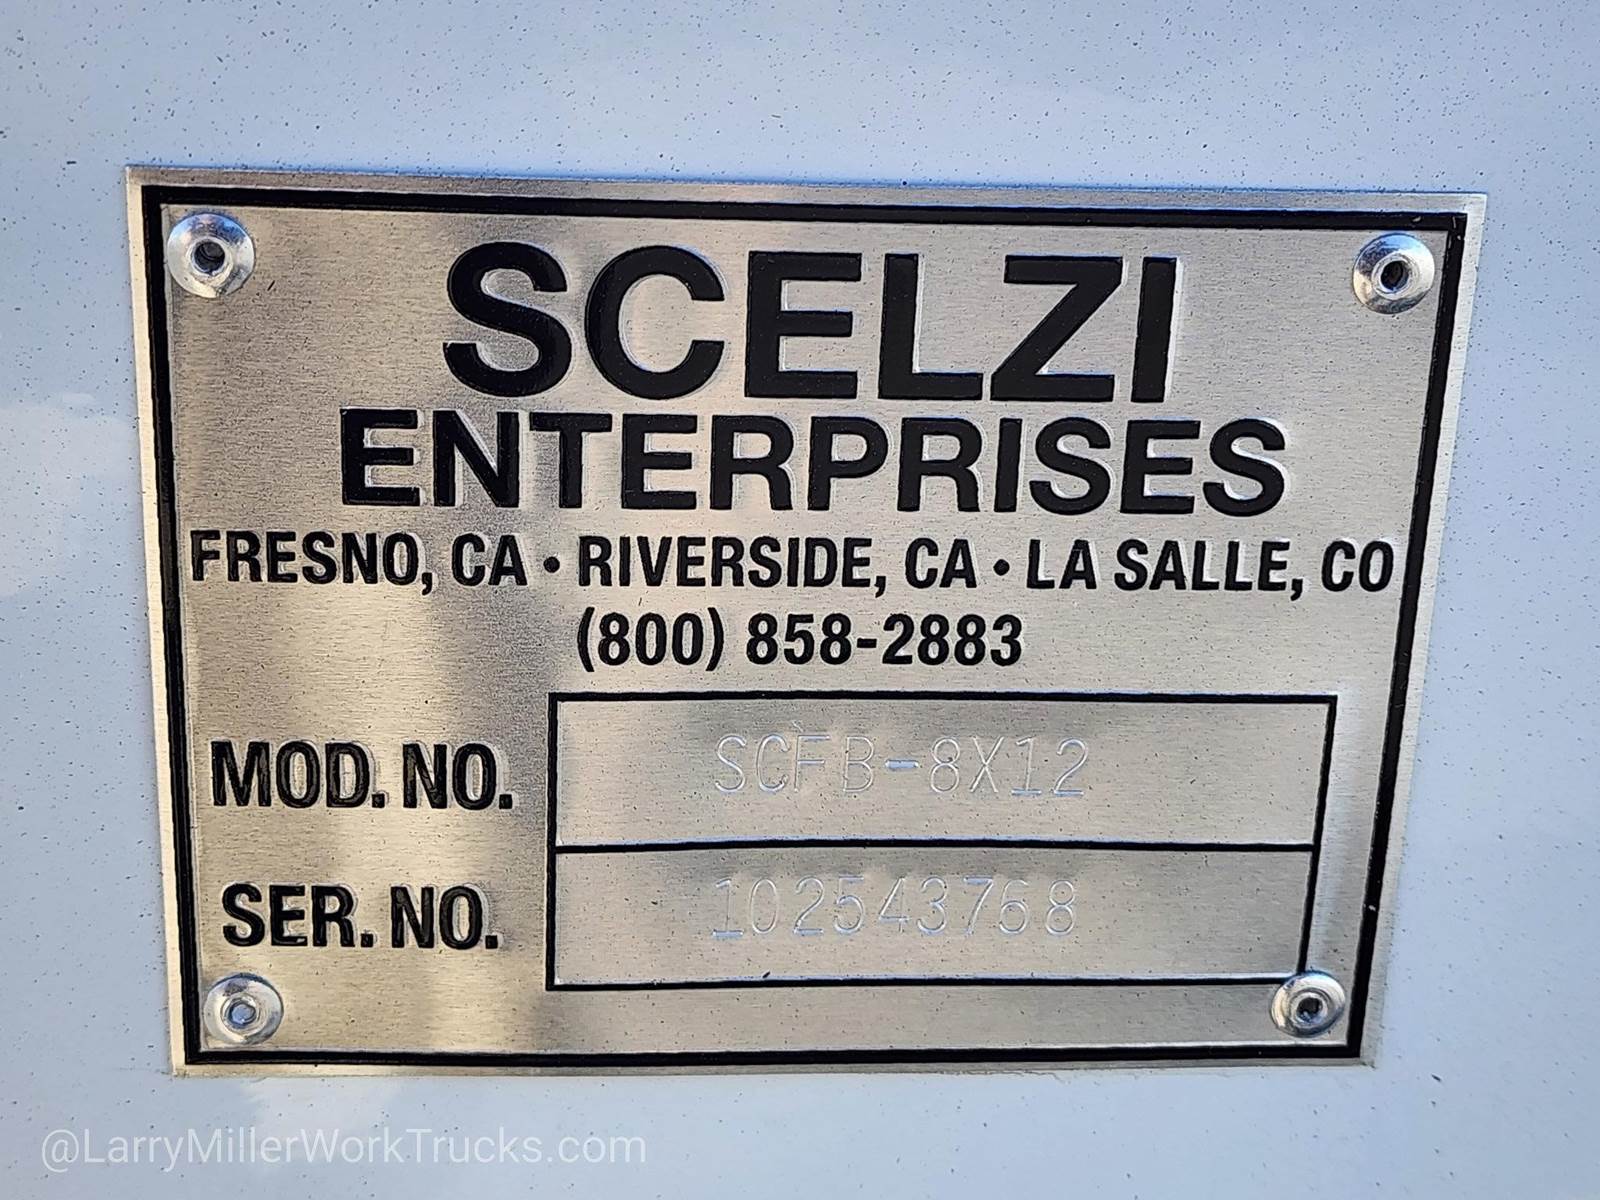 SCELZI
ENTERPRISES
FRESNO, CA • RIVERSIDE, CA • LA SALLE, CO
(800) 858-2883
MOD. NO. SCFB-8X12
SER. NO. 102543768
@LarryMillerWorkTrucks.com